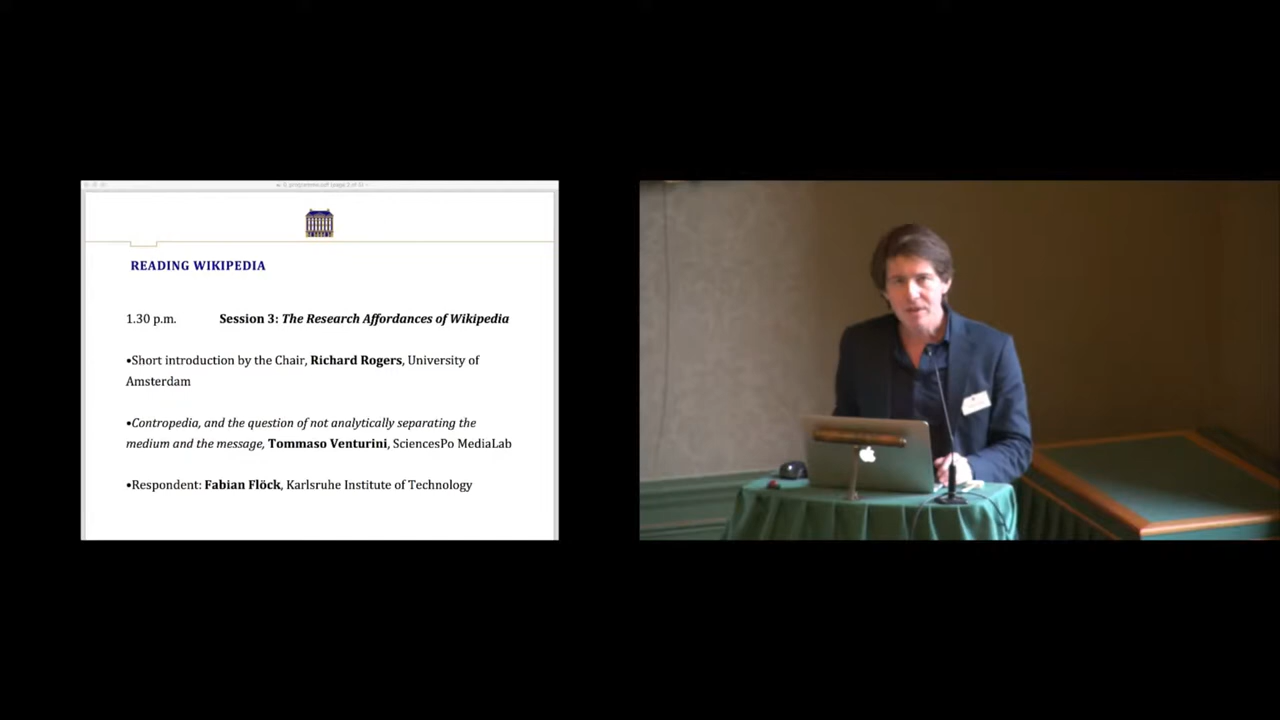 READING WIKIPEDIA
1.30 p.m. Session 3: The Research Affordances of Wikipedia
•Short introduction by the Chair, Richard Rogers, University of
Amsterdam
•Contropedia, and the question of not analytically separating the
medium and the message, Tommaso Venturini, SciencesPo MediaLab
•Respondent: Fabian Flöck, Karlsruhe Institute of Technology